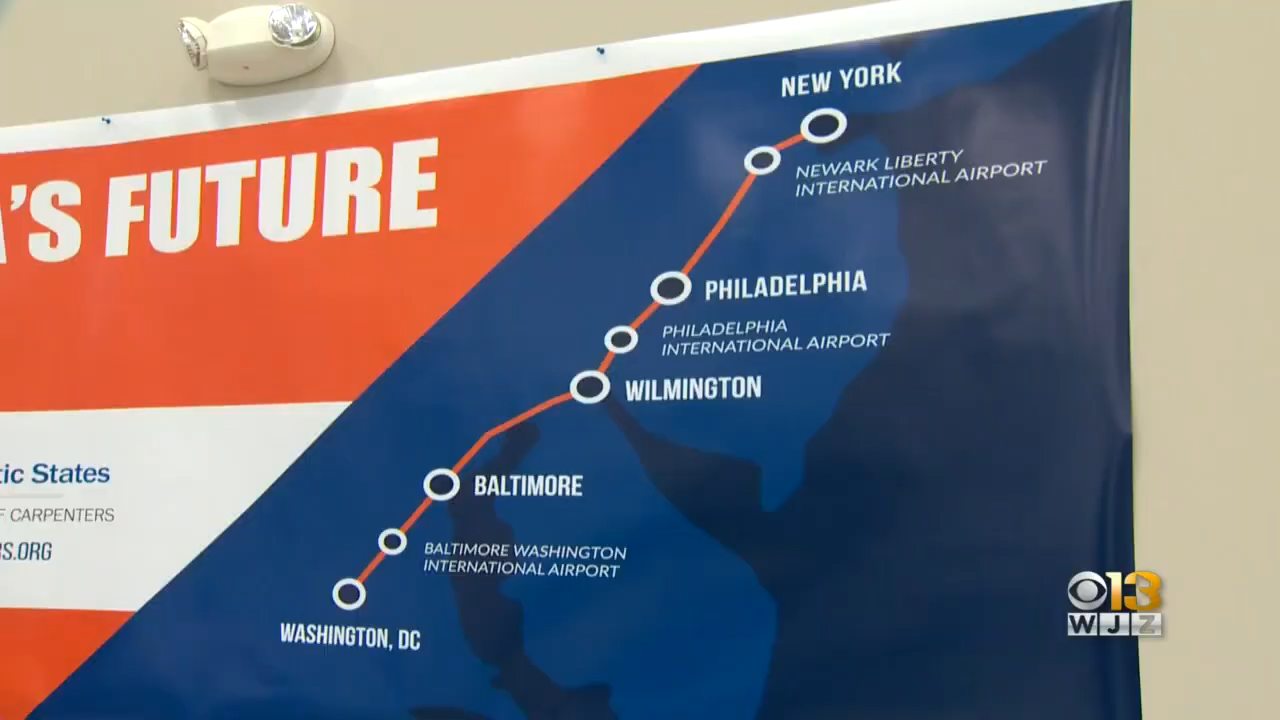 'S FUTURE
tic States
F CARPENTERS
S.ORG
NEW YORK
NEWARK LIBERTY
INTERNATIONAL AIRPORT
PHILADELPHIA
PHILADELPHIA
INTERNATIONAL AIRPORT
WILMINGTON
BALTIMORE
BALTIMORE WASHINGTON
INTERNATIONAL AIRPORT
WASHINGTON, DC
13
WJZ